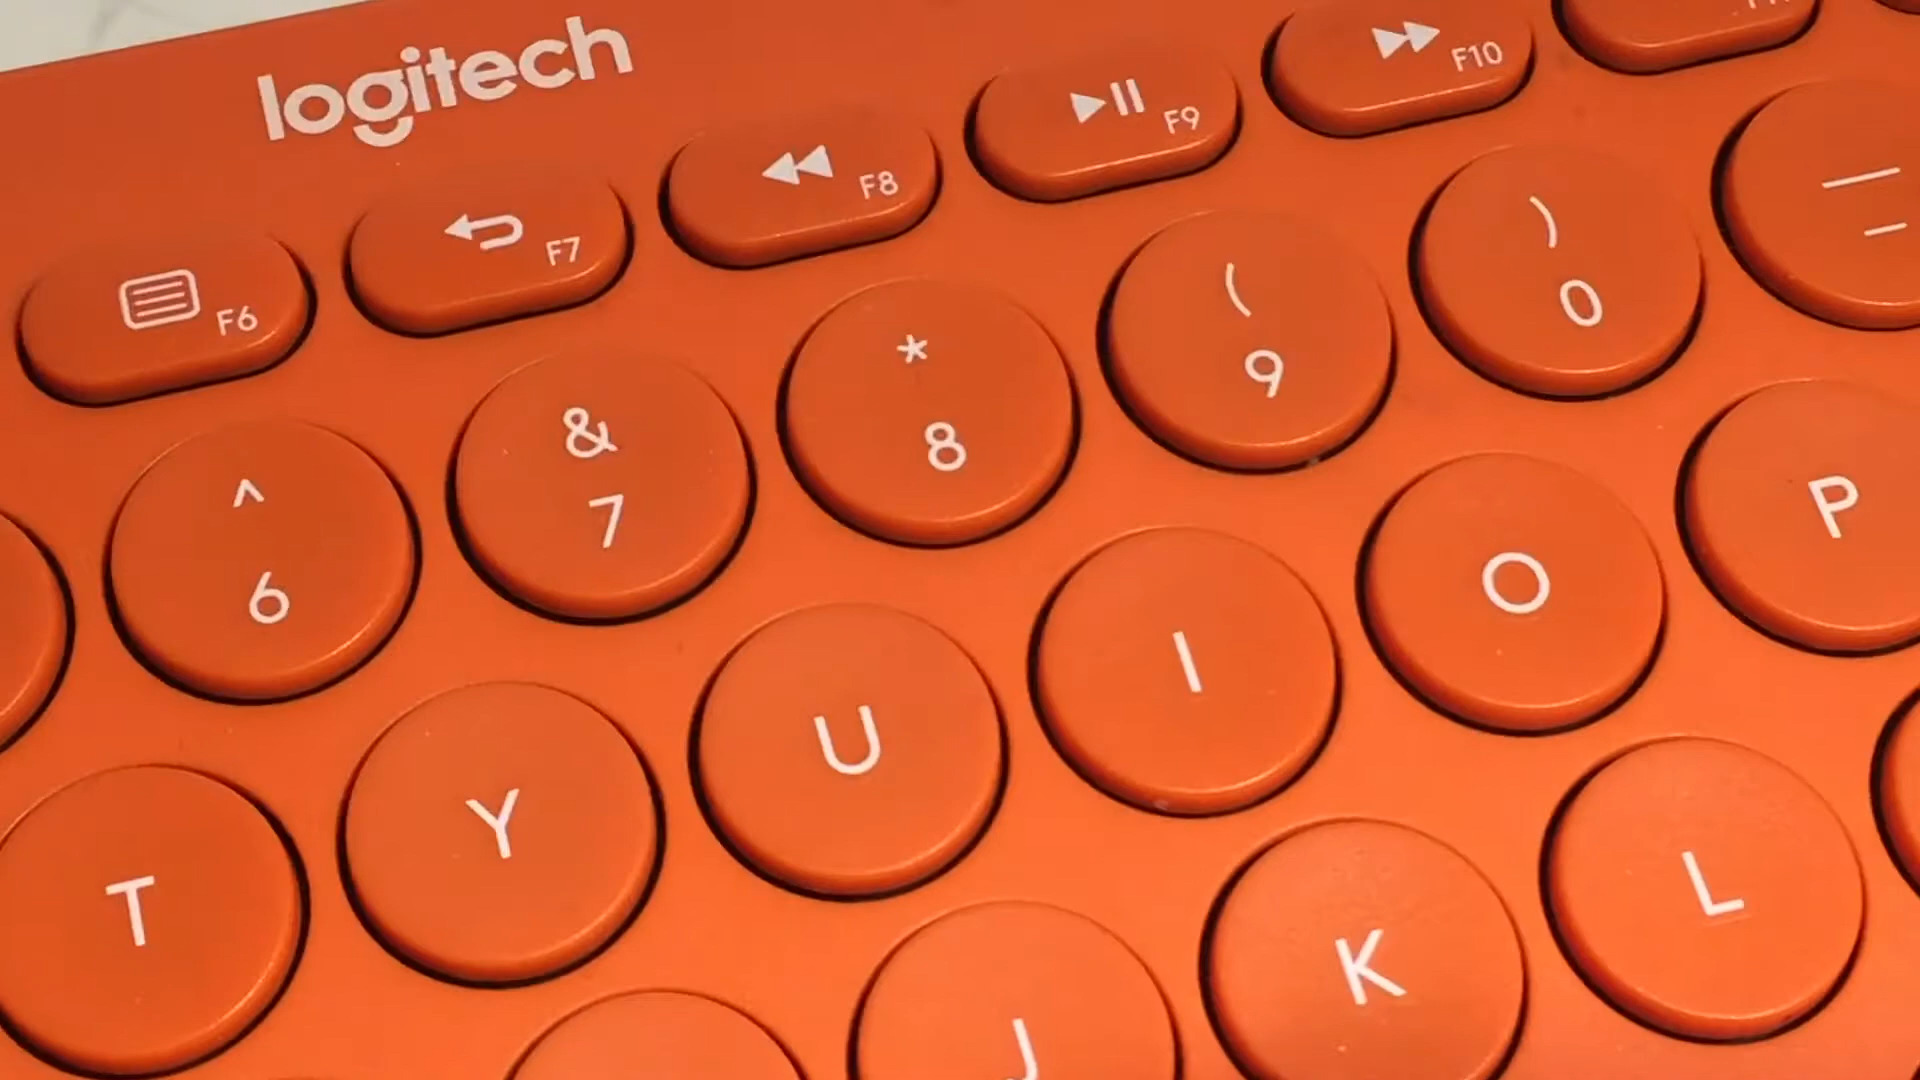 logitech
F6 F7 F8 F9 F10
^ & * ( ) —
6 7 8 9 0 -
T Y U I O P
J K L